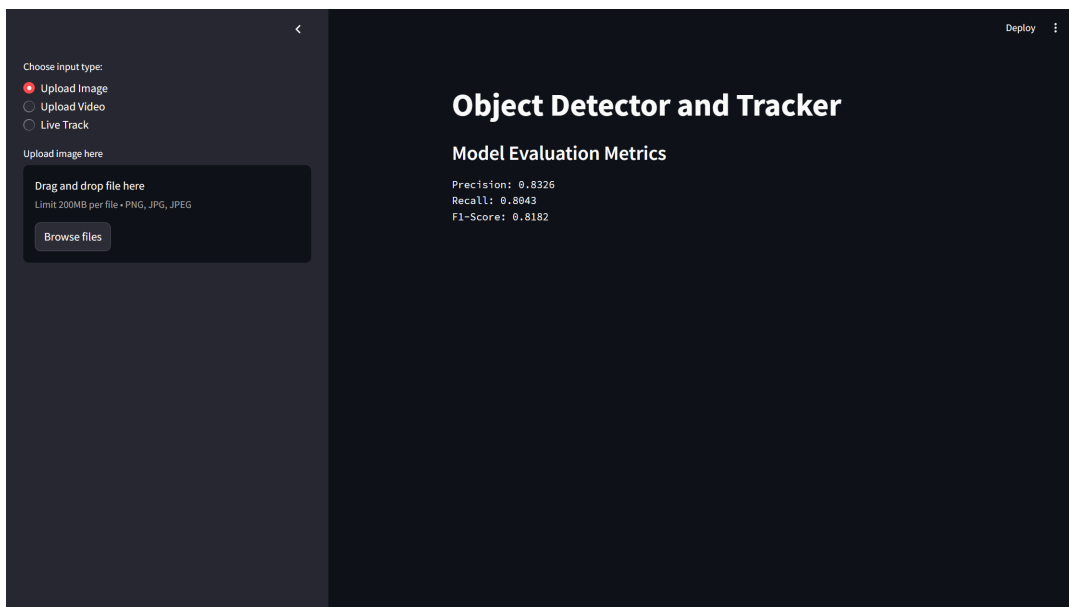 Deploy
Choose input type:
Upload Image
Upload Video
Live Track
Upload image here
Drag and drop file here
Limit 200MB per file • PNG, JPG, JPEG
Browse files
Object Detector and Tracker
Model Evaluation Metrics
Precision: 0.8326
Recall: 0.8043
F1-Score: 0.8182